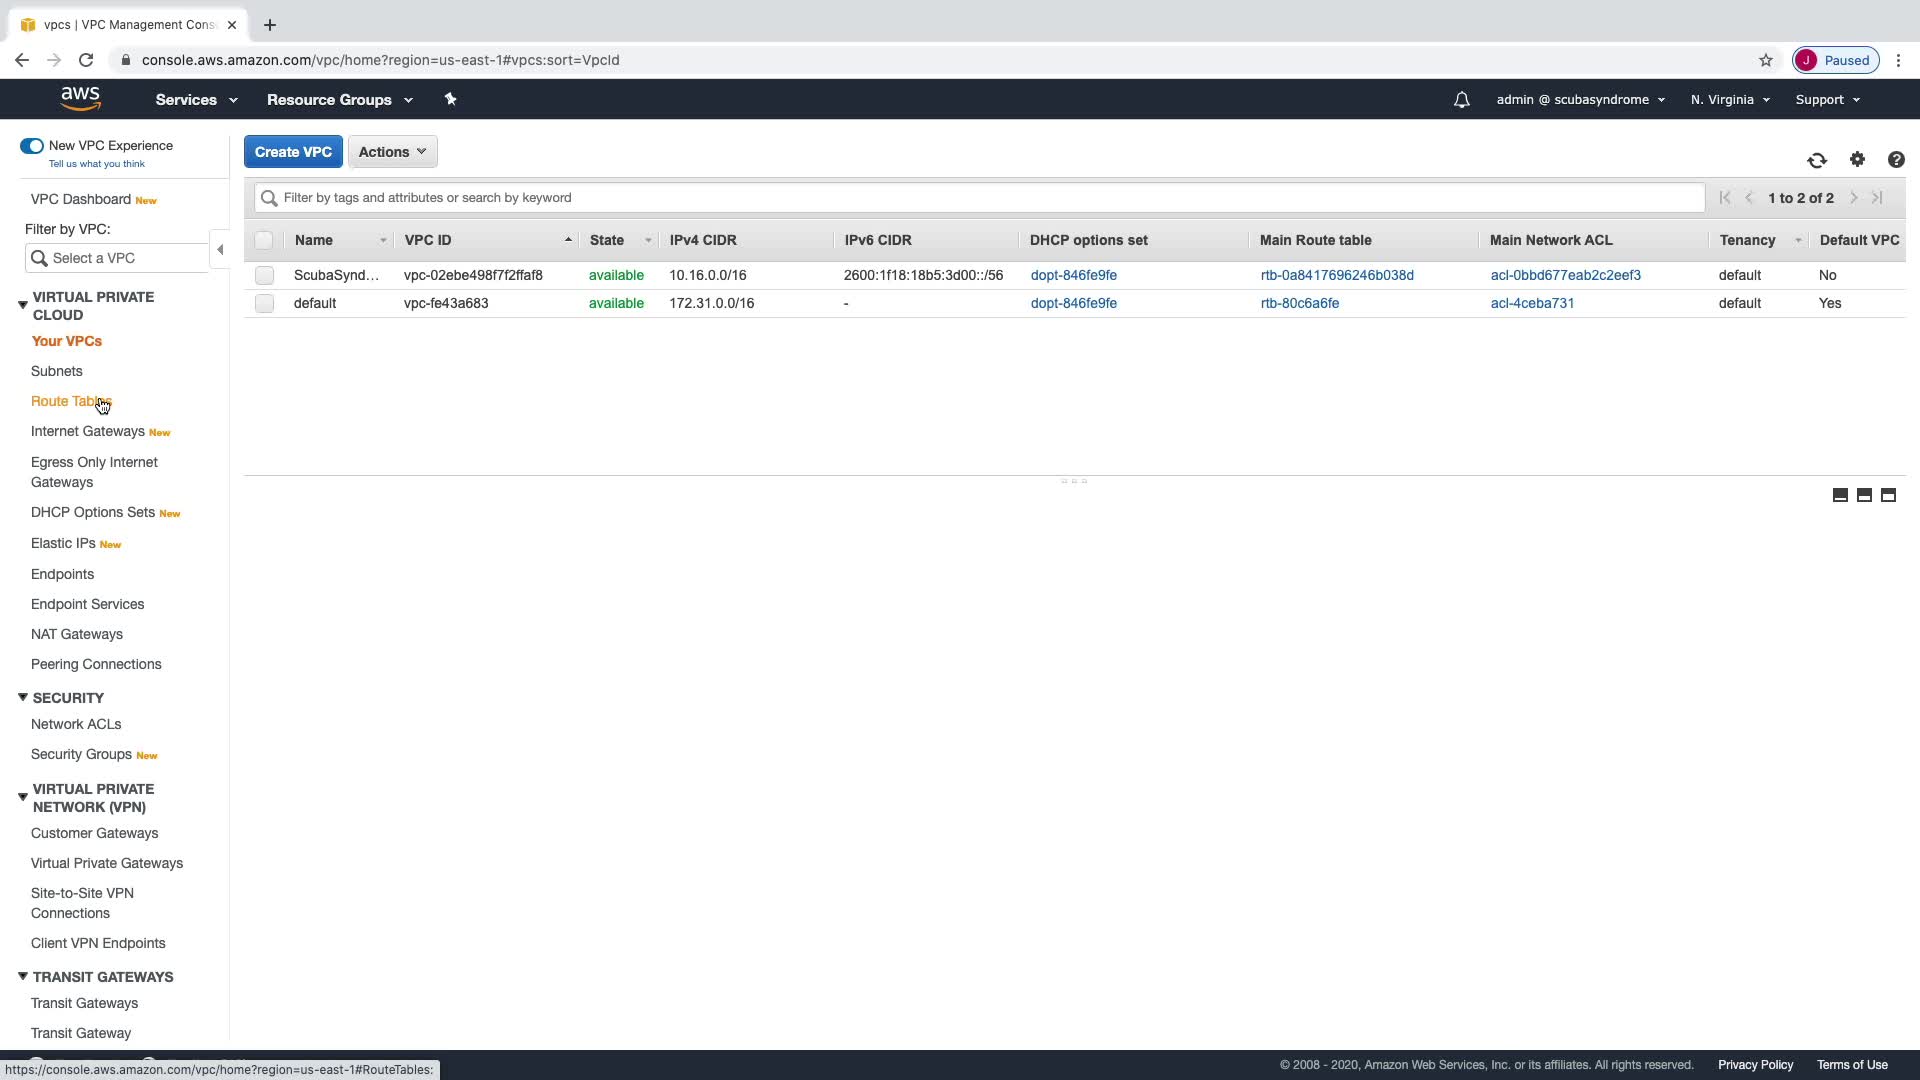 vpcs | VPC Management Cons
console.aws.amazon.com/vpc/home?region=us-east-1#vpcs:sort=VpcId
J Paused
aws Services Resource Groups admin @ scubasyndrome N. Virginia Support
New VPC Experience
Tell us what you think
Create VPC Actions
VPC Dashboard New
Filter by VPC:
Select a VPC
VIRTUAL PRIVATE
CLOUD
Your VPCs
Subnets
Route Tables
Internet Gateways New
Egress Only Internet
Gateways
DHCP Options Sets New
Elastic IPs New
Endpoints
Endpoint Services
NAT Gateways
Peering Connections
SECURITY
Network ACLs
Security Groups New
VIRTUAL PRIVATE
NETWORK (VPN)
Customer Gateways
Virtual Private Gateways
Site-to-Site VPN
Connections
Client VPN Endpoints
TRANSIT GATEWAYS
Transit Gateways
Transit Gateway
Filter by tags and attributes or search by keyword 1 to 2 of 2
Name VPC ID State IPv4 CIDR IPv6 CIDR DHCP options set Main Route table Main Network ACL Tenancy Default VPC
ScubaSynd... vpc-02ebe498f7f2ffaf8 available 10.16.0.0/16 2600:1f18:18b5:3d00::/56 dopt-846fe9fe rtb-0a8417696246b038d acl-0bbd677eab2c2eef3 default No
default vpc-fe43a683 available 172.31.0.0/16 - dopt-846fe9fe rtb-80c6a6fe acl-4ceba731 default Yes
https://console.aws.amazon.com/vpc/home?region=us-east-1#RouteTables:
© 2008 - 2020, Amazon Web Services, Inc. or its affiliates. All rights reserved. Privacy Policy Terms of Use